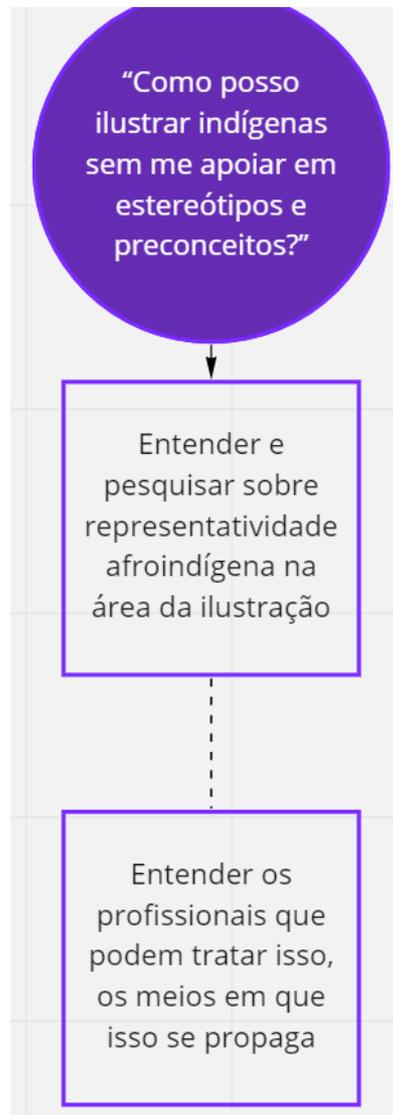 “Como posso
ilustrar indígenas
sem me apoiar em
estereótipos e
preconceitos?”
Entender e
pesquisar sobre
representatividade
afroindígena na
área da ilustração
Entender os
profissionais que
podem tratar isso,
os meios em que
isso se propaga